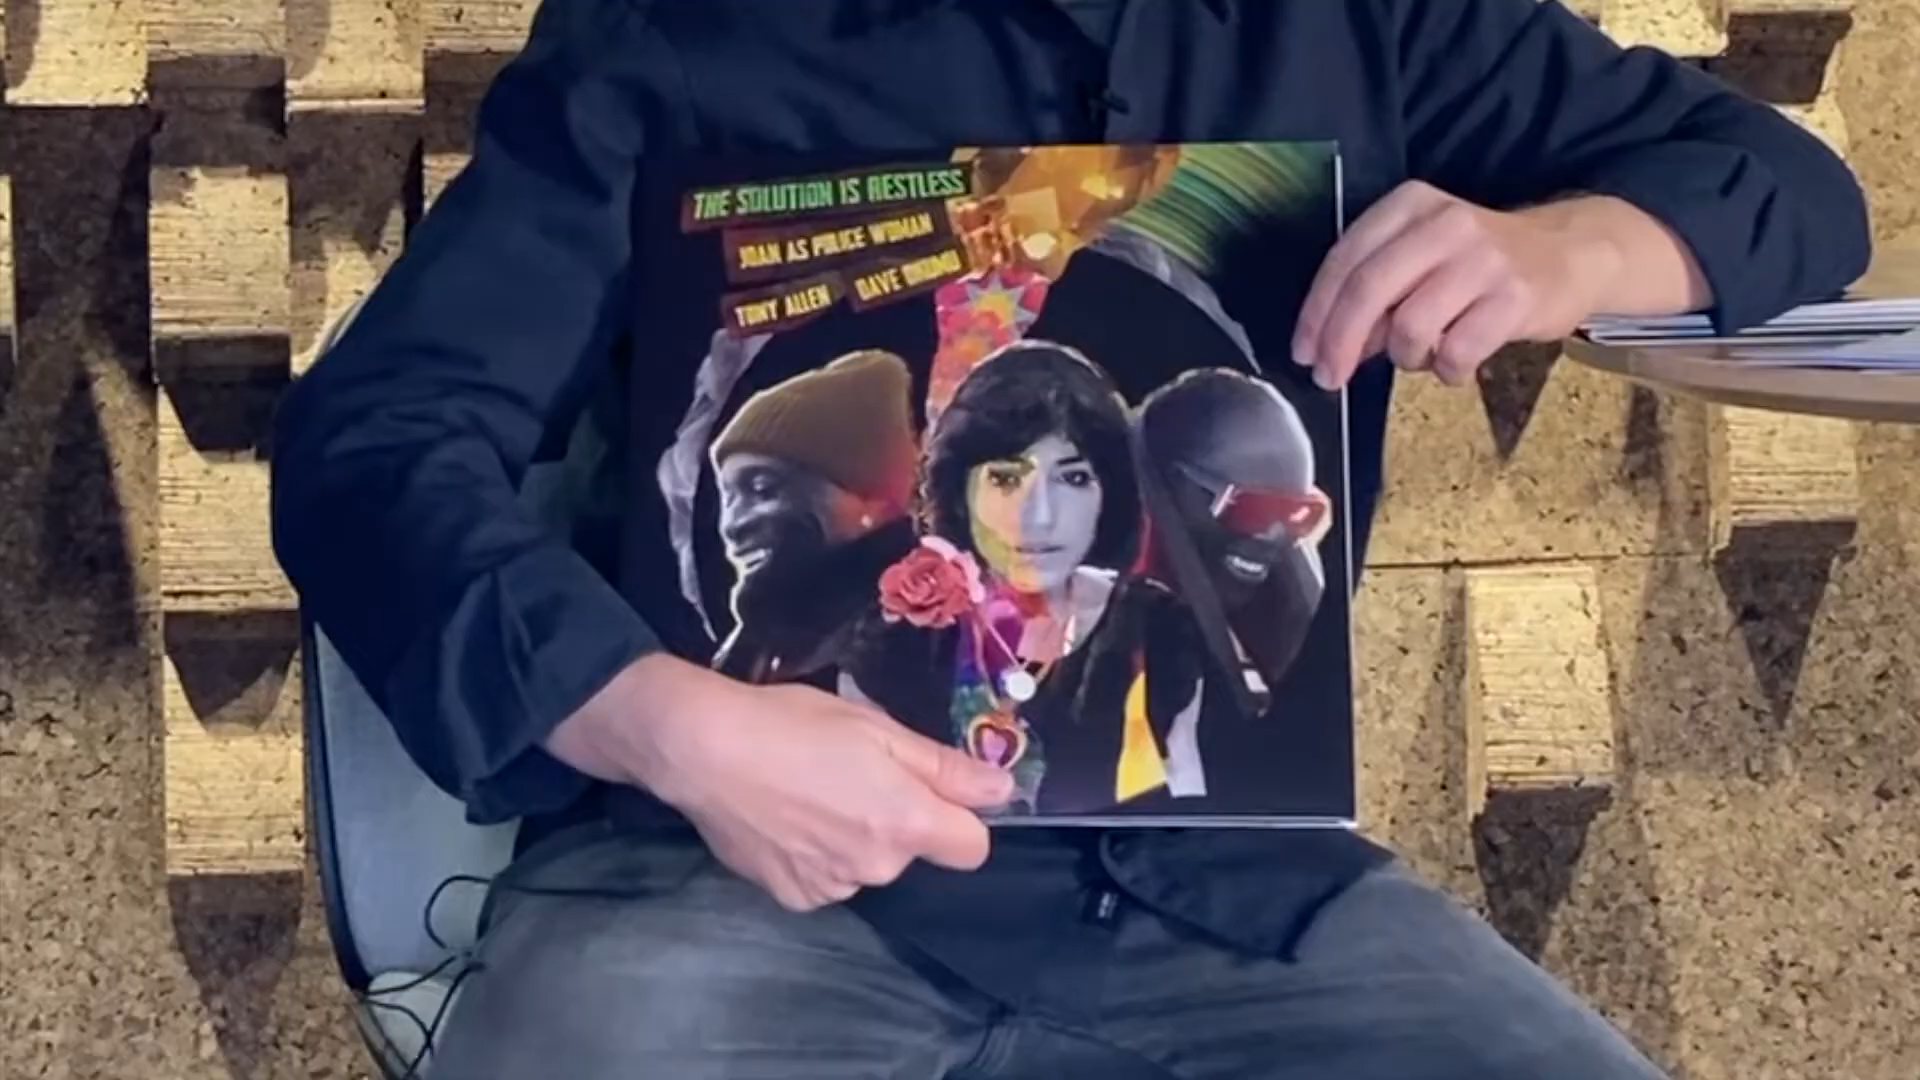 THE SOLUTION IS RESTLESS
JOAN AS POLICE WOMAN
TONY ALLEN DAVE OKUMU